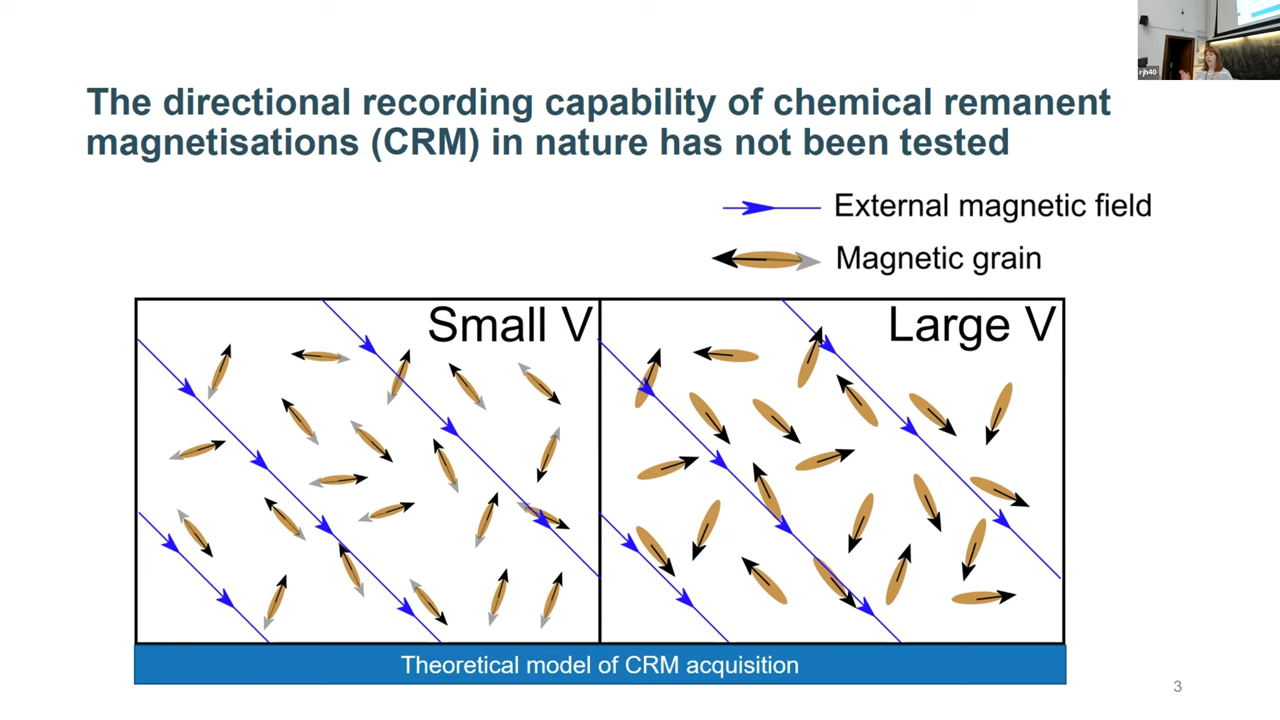 The directional recording capability of chemical remanent
magnetisations (CRM) in nature has not been tested
External magnetic field
Magnetic grain
Small V
Large V
Theoretical model of CRM acquisition
3
rjh40